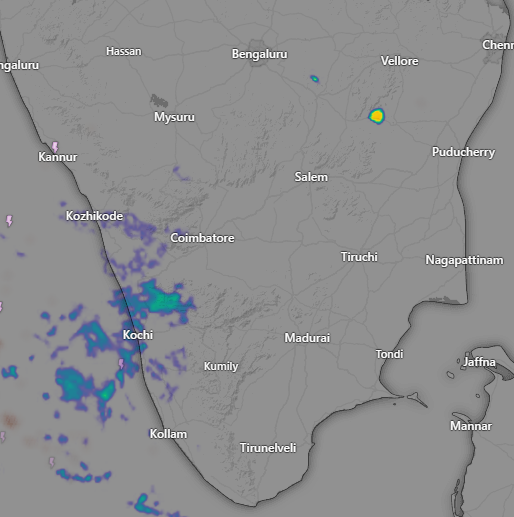 Hassan
Bengaluru
Chenn
ngaluru
Vellore
Mysuru
Kannur
Puducherry
Salem
Kozhikode
Coimbatore
Tiruchi
Nagapattinam
Kochi
Madurai
Tondi
Kumily
Jaffna
Kollam
Mannar
Tirunelveli